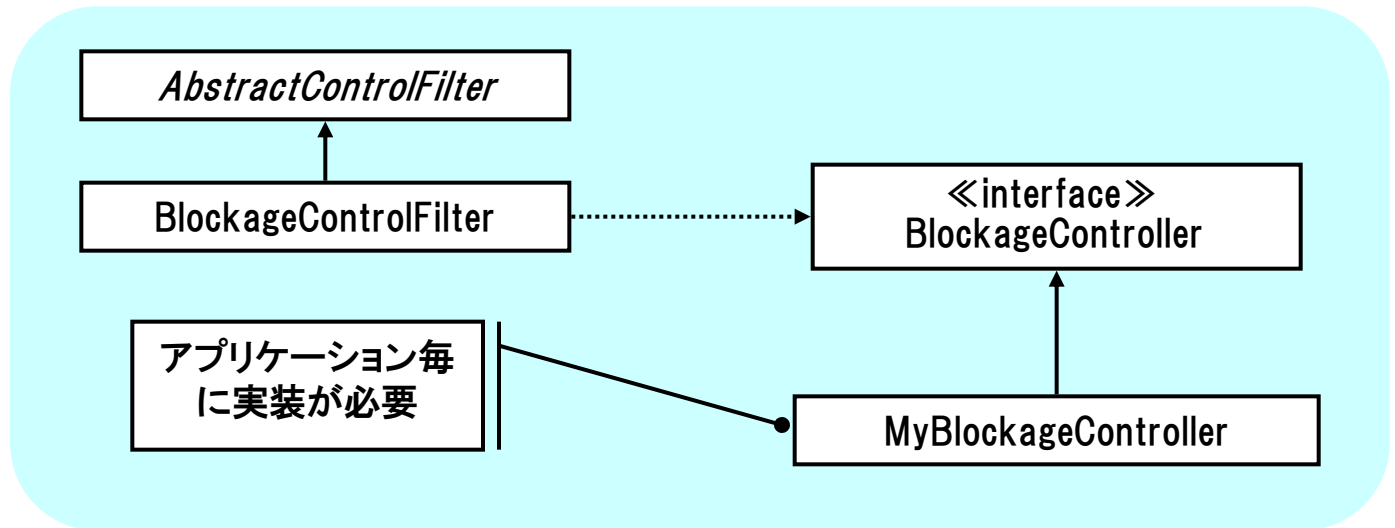 AbstractControlFilter
BlockageControlFilter
≪interface≫
BlockageController
アプリケーション毎
に実装が必要
MyBlockageController